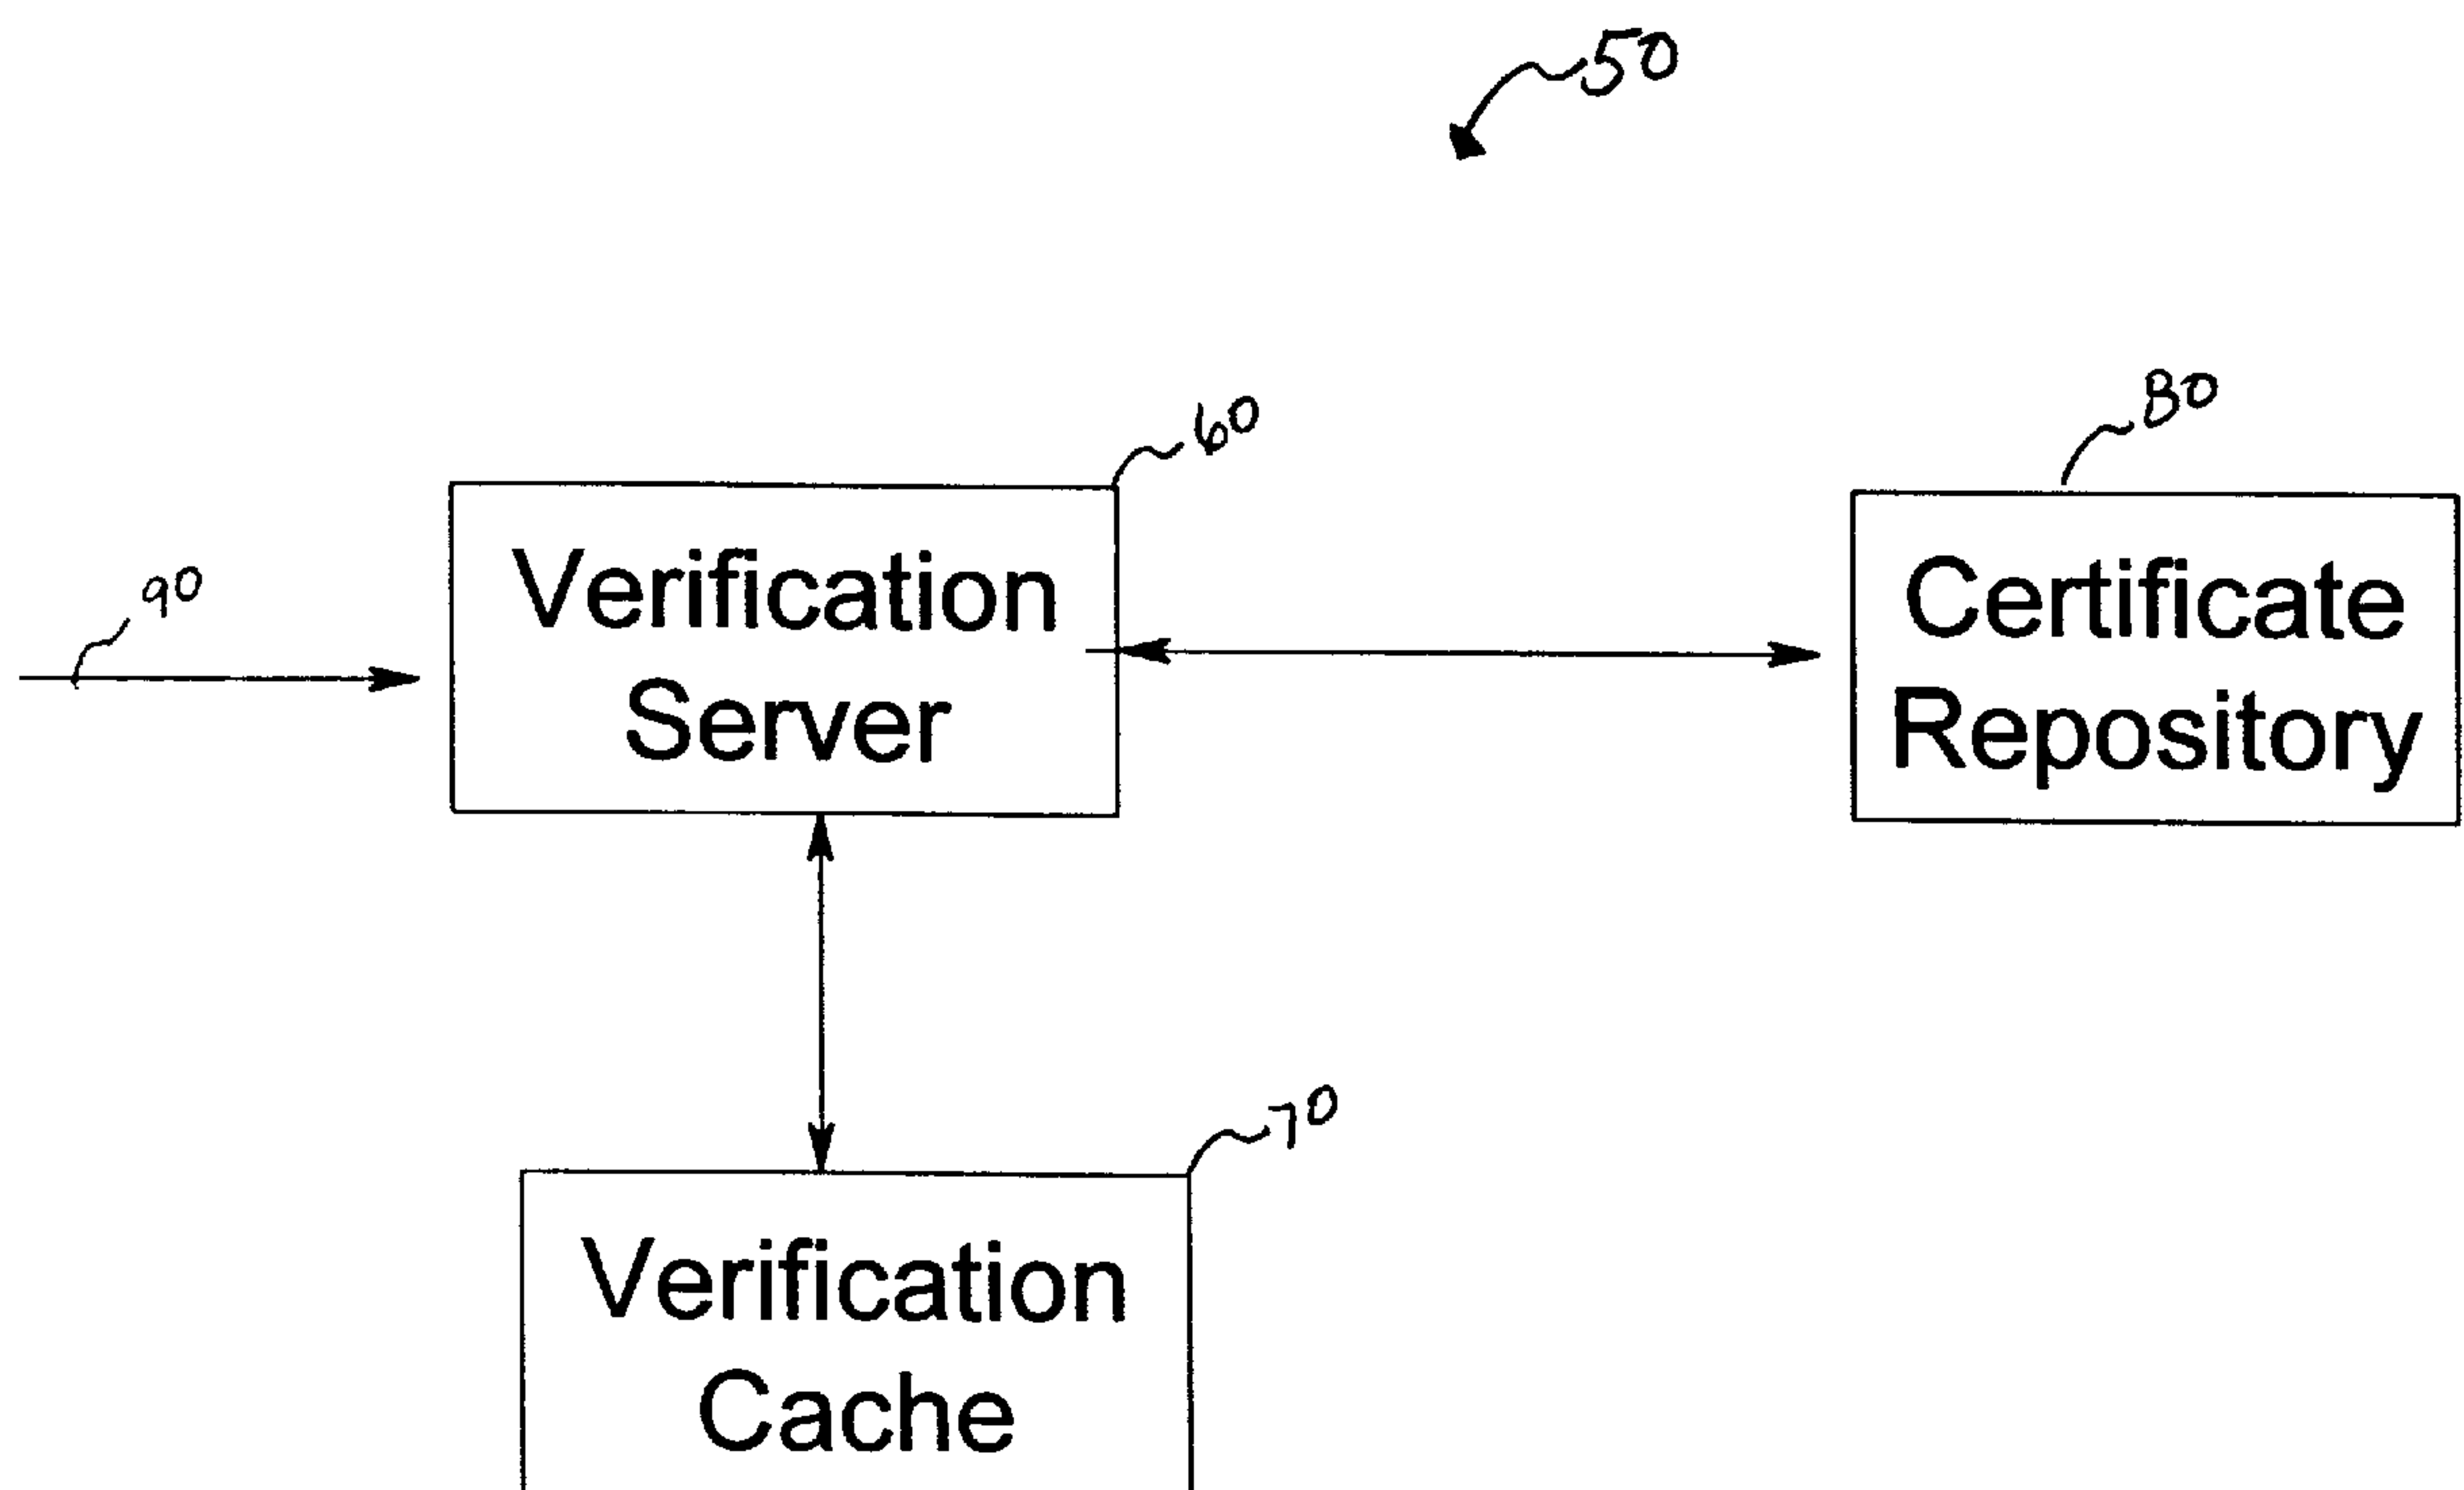 50
60
80
90
Verification
Server
Certificate
Repository
70
Verification
Cache